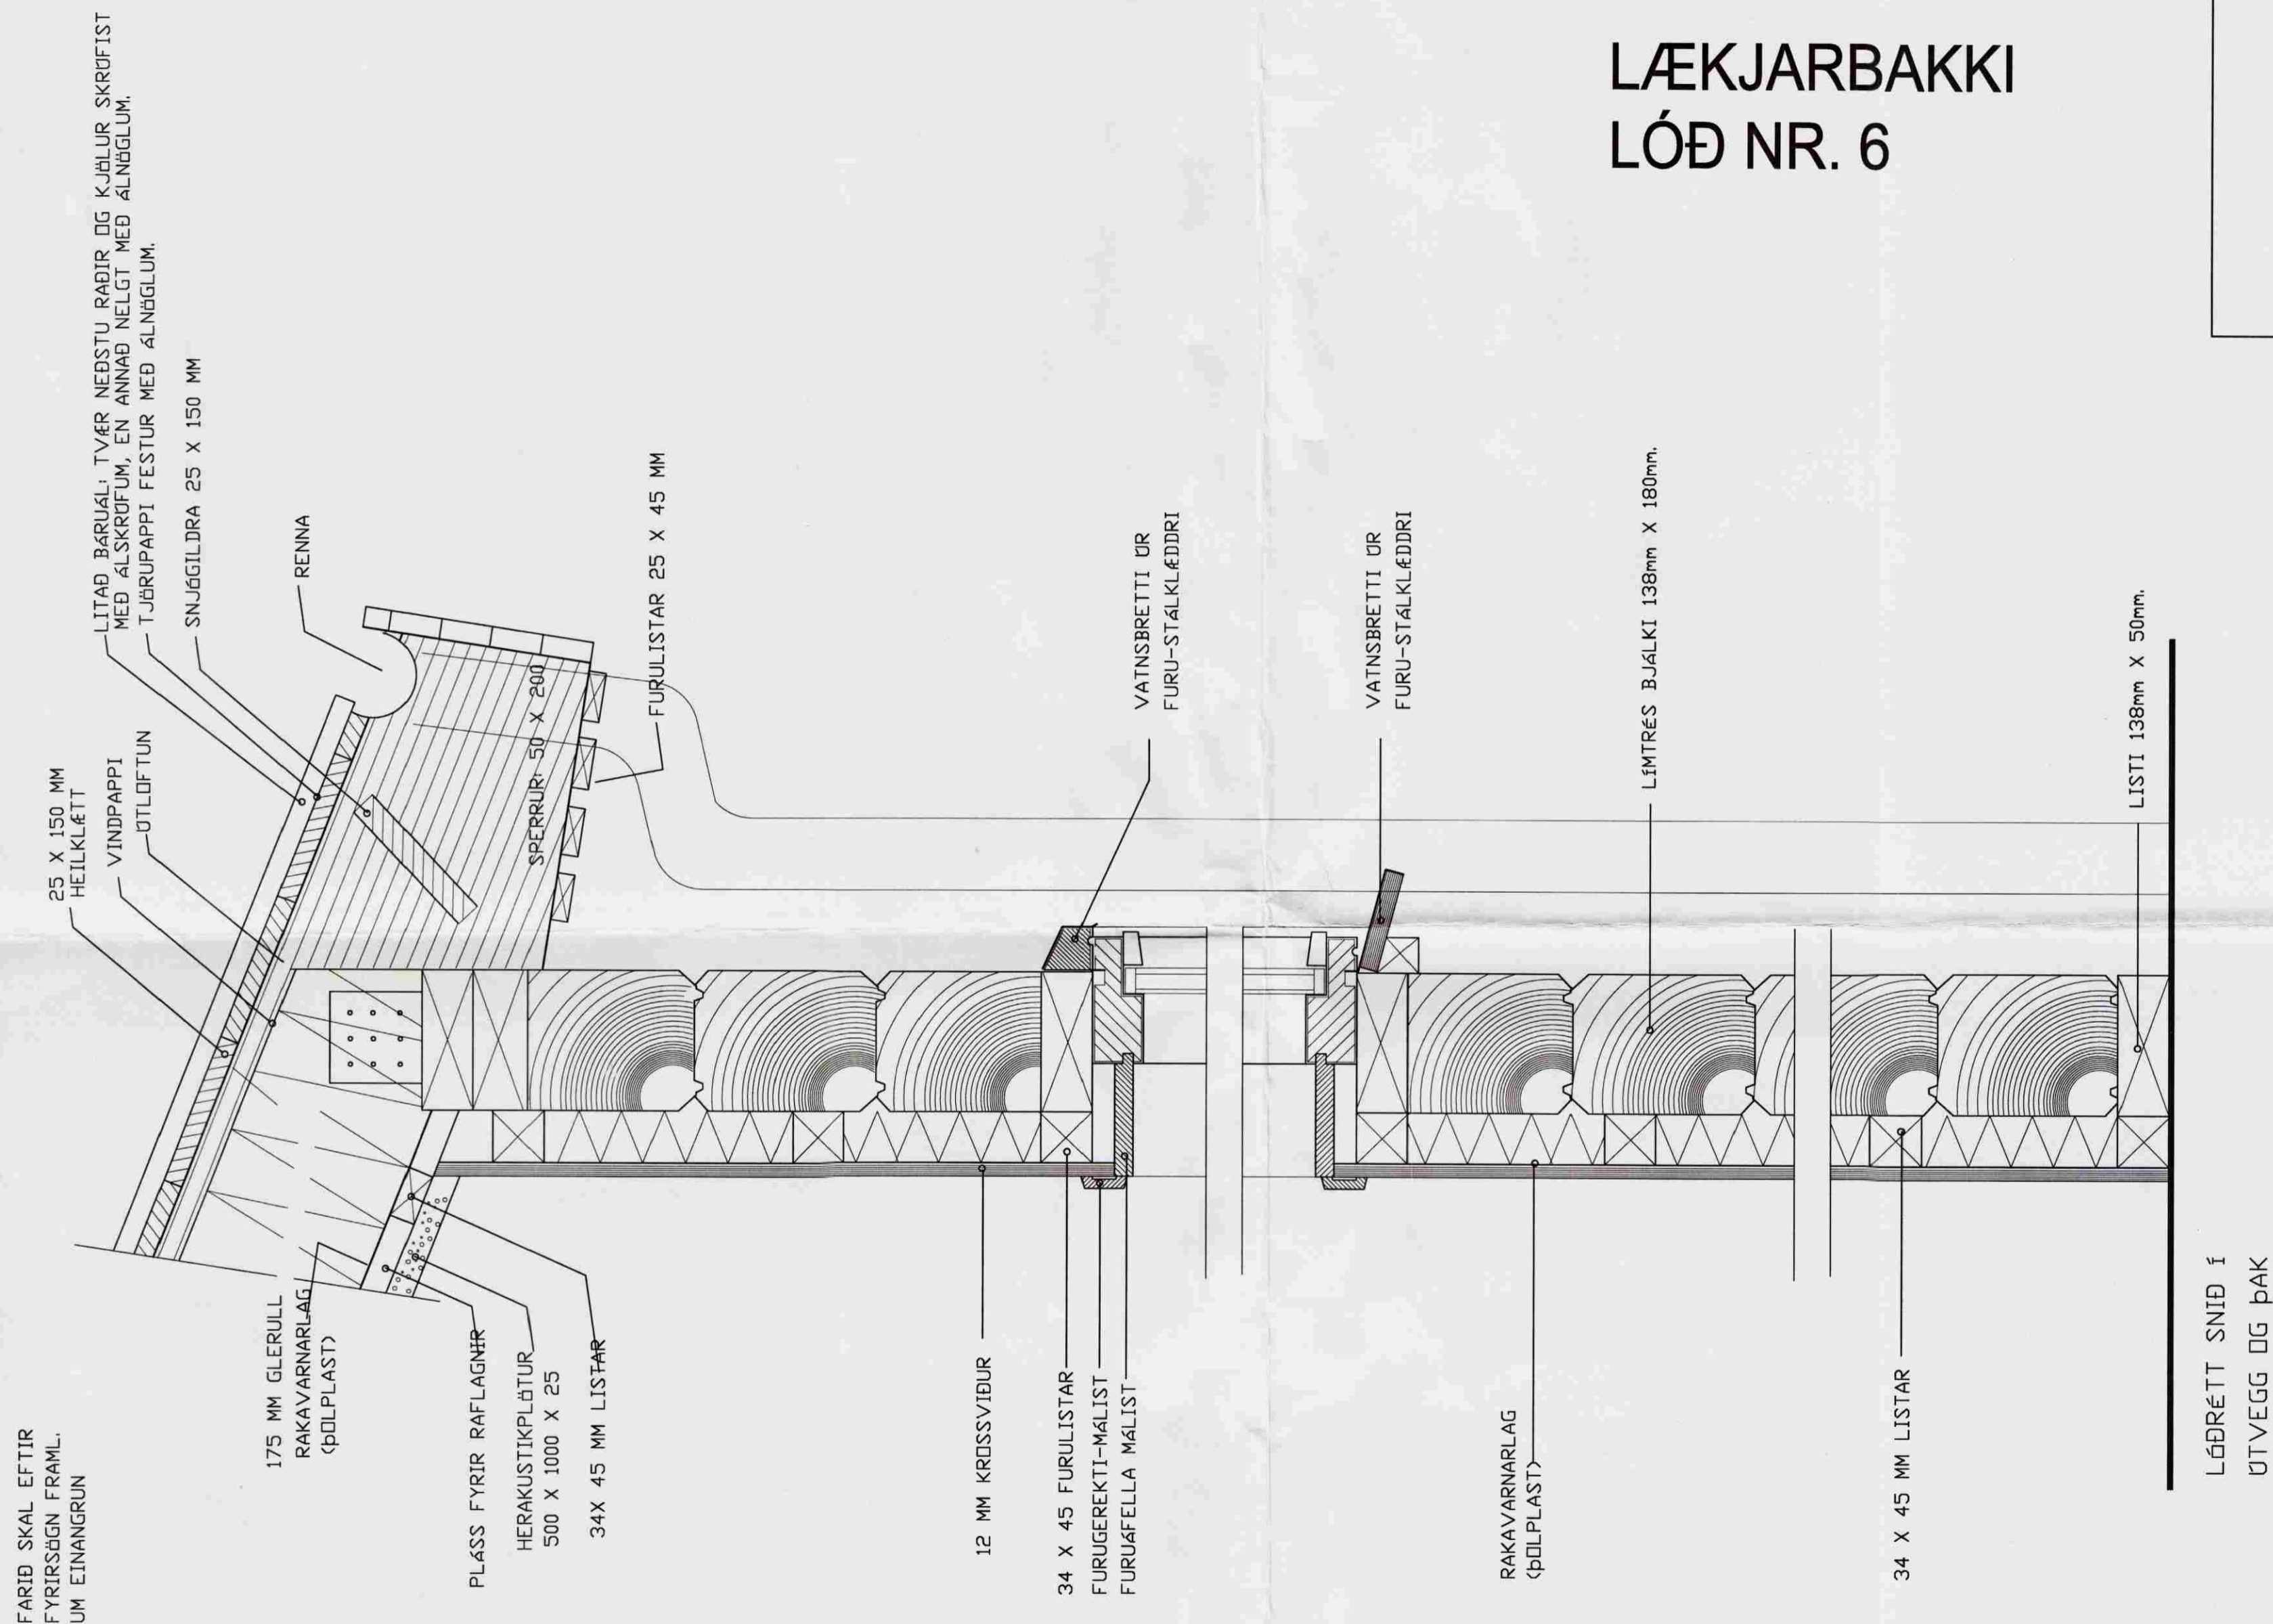 LÆKJARBAKKI
LÓÐ NR. 6
LITAÐ BÁRUÁL: TVÆR NEÐSTU RAÐIR OG KJÖLUR SKRÚFIST
MEÐ ÁLSKRÚFUM, EN ANNAÐ NELGT MEÐ ÁLNÖGLUM.
TJÖRUPAPPI FESTUR MEÐ ÁLNÖGLUM.
SNJÓGILDRA 25 X 150 MM
RENNA
25 X 150 MM
HEILKLÆTT
VINDPAPPI
ÚTLOFTUN
SPERRUR: 50 X 200
FURULISTAR 25 X 45 MM
VATNSBRETTI ÚR
FURU-STÁLKLÆDDRI
VATNSBRETTI ÚR
FURU-STÁLKLÆDDRI
LÍMTRÉS BJÁLKI 138mm X 180mm.
LISTI 138mm X 50mm.
FARIÐ SKAL EFTIR
FYRIRSÖGN FRAML.
UM EINANGRUN
175 MM GLERULL
RAKAVARNARLAG
(ÞOLPLAST)
PLÁSS FYRIR RAFLAGNIR
HERAKUSTIKPLÖTUR
500 X 1000 X 25
34X 45 MM LISTAR
12 MM KROSSVIÐUR
34 X 45 FURULISTAR
FURUGEREKTI-MÁLIST
FURUÁFELLA MÁLIST
RAKAVARNARLAG
(ÞOLPLAST)
34 X 45 MM LISTAR
LÓÐRÉTT SNIÐ Í
ÚTVEGG OG ÞAK